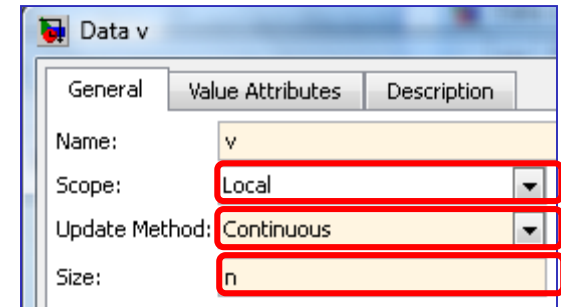 Data v
General Value Attributes Description
Name: v
Scope: Local
Update Method: Continuous
Size: n